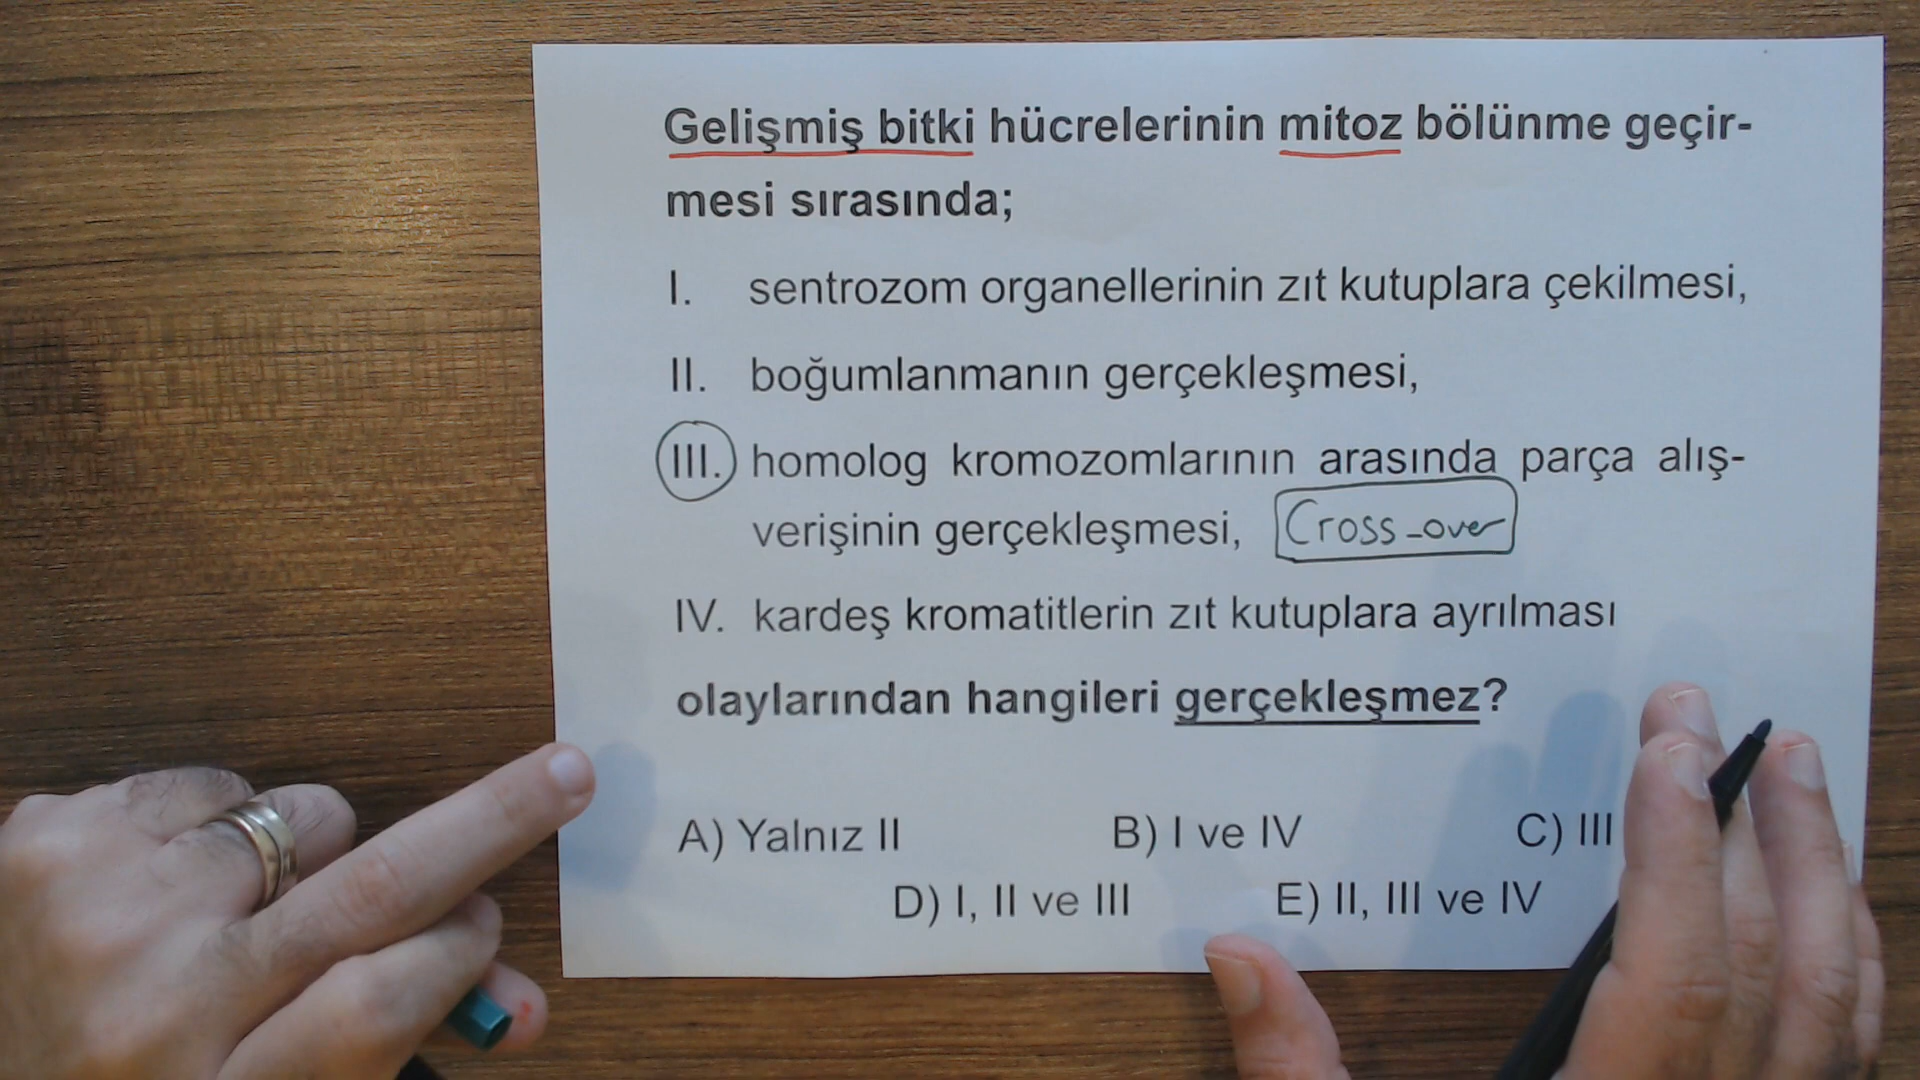 Gelişmiş bitki hücrelerinin mitoz bölünme geçir-
mesi sırasında;
I. sentrozom organellerinin zıt kutuplara çekilmesi,
II. boğumlanmanın gerçekleşmesi,
III. homolog kromozomlarının arasında parça alış-
verişinin gerçekleşmesi, Cross-over
IV. kardeş kromatitlerin zıt kutuplara ayrılması
olaylarından hangileri gerçekleşmez?
A) Yalnız II B) I ve IV C) III
D) I, II ve III E) II, III ve IV